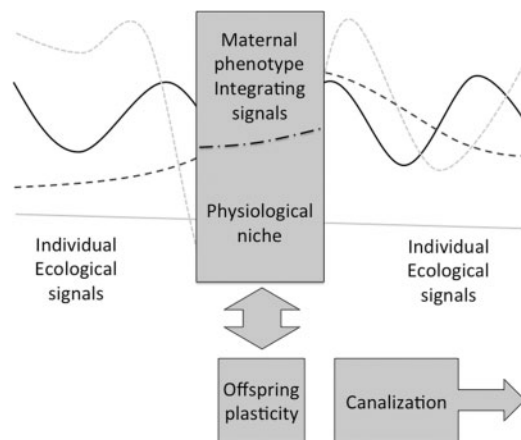 Maternal
phenotype
Integrating
signals
Physiological
niche
Individual
Ecological
signals
Individual
Ecological
signals
Offspring
plasticity
Canalization